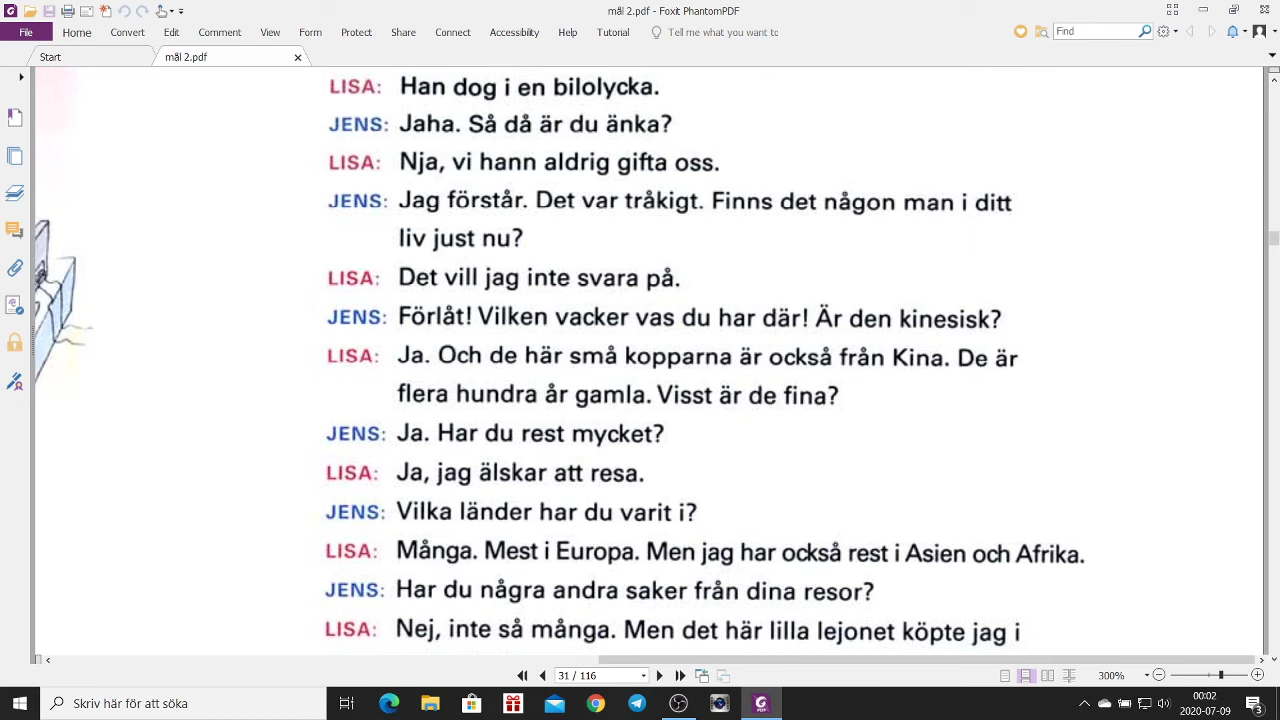 mål 2.pdf - Foxit PhantomPDF
File Home Convert Edit Comment View Form Protect Share Connect Accessibility Help Tutorial Tell me what you want to Find
Start mål 2.pdf
LISA: Han dog i en bilolycka.
JENS: Jaha. Så då är du änka?
LISA: Nja, vi hann aldrig gifta oss.
JENS: Jag förstår. Det var tråkigt. Finns det någon man i ditt
liv just nu?
LISA: Det vill jag inte svara på.
JENS: Förlåt! Vilken vacker vas du har där! Är den kinesisk?
LISA: Ja. Och de här små kopparna är också från Kina. De är
flera hundra år gamla. Visst är de fina?
JENS: Ja. Har du rest mycket?
LISA: Ja, jag älskar att resa.
JENS: Vilka länder har du varit i?
LISA: Många. Mest i Europa. Men jag har också rest i Asien och Afrika.
JENS: Har du några andra saker från dina resor?
LISA: Nej, inte så många. Men det här lilla lejonet köpte jag i
31 / 116 300%
Skriv här för att söka 00:02
2020-07-09 3